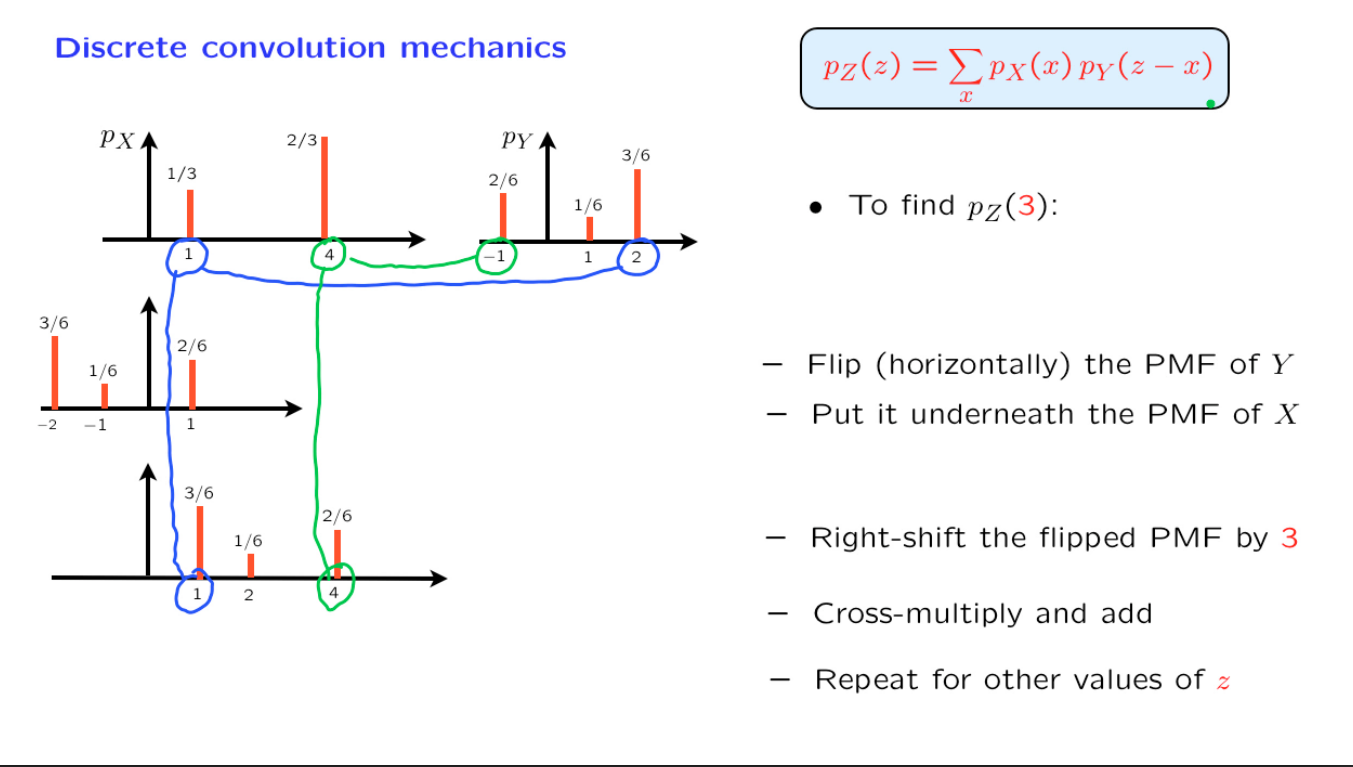 Discrete convolution mechanics
p_Z(z) = ∑_x p_X(x) p_Y(z − x)
p_X
1/3
2/3
1
4
p_Y
2/6
1/6
3/6
−1
1
2
• To find p_Z(3):
3/6
1/6
2/6
−2
−1
1
– Flip (horizontally) the PMF of Y
– Put it underneath the PMF of X
3/6
1/6
2/6
1
2
4
– Right-shift the flipped PMF by 3
– Cross-multiply and add
– Repeat for other values of z